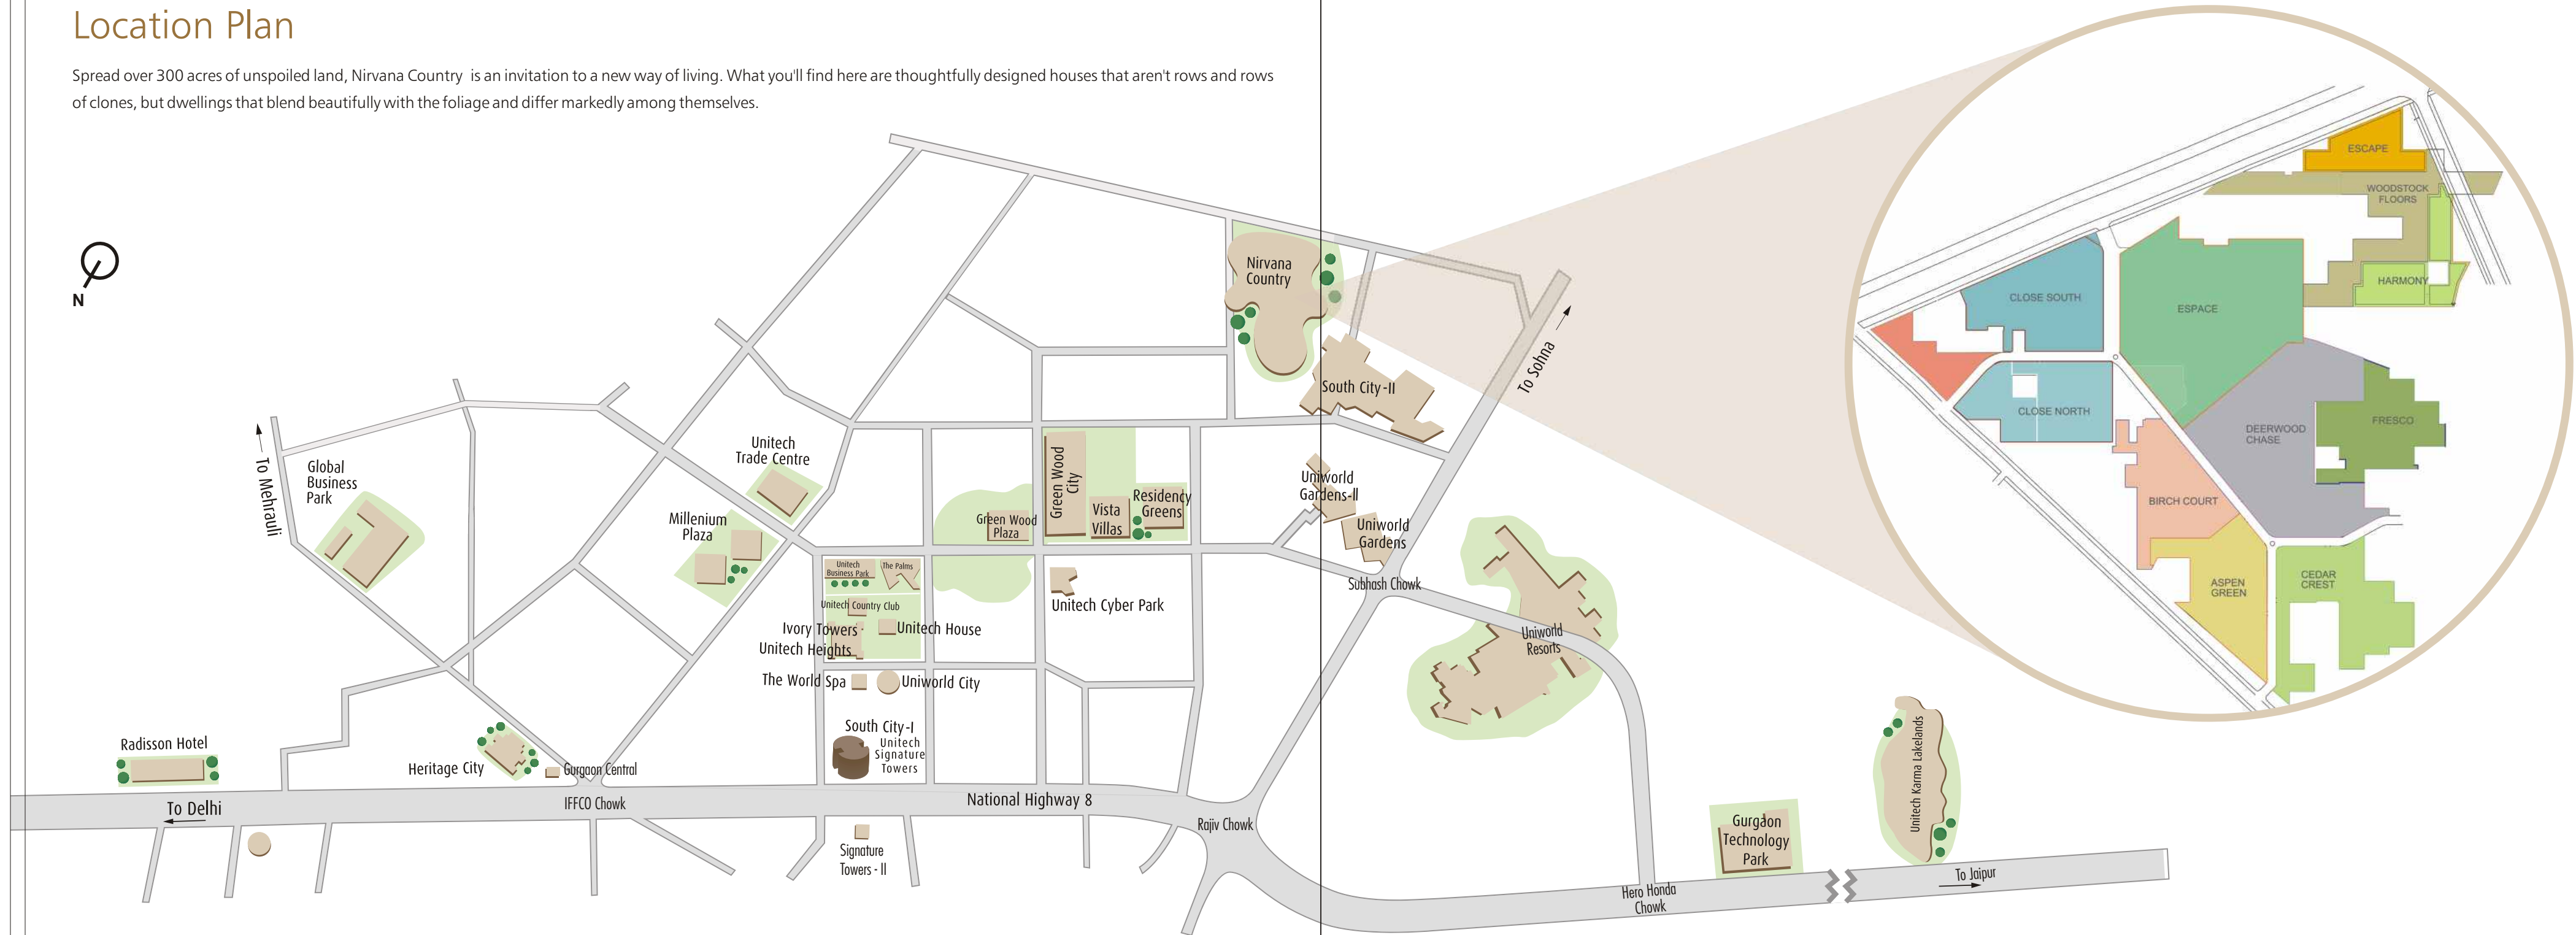 Location Plan
Spread over 300 acres of unspoiled land, Nirvana Country is an invitation to a new way of living. What you'll find here are thoughtfully designed houses that aren't rows and rows
of clones, but dwellings that blend beautifully with the foliage and differ markedly among themselves.
N
To Mehrauli
Global
Business
Park
Unitech
Trade Centre
Millenium
Plaza
Nirvana
Country
South City-II
To Sohna
Green Wood
City
Green Wood
Plaza
Vista
Villas
Residency
Greens
Uniworld
Gardens-II
Uniworld
Gardens
Subhash Chowk
Unitech
Business Park
The Palms
Unitech Country Club
Ivory Towers
Unitech House
Unitech Heights
Unitech Cyber Park
The World Spa
Uniworld City
South City-I
Unitech
Signature
Towers
Uniworld
Resorts
Radisson Hotel
Heritage City
Gurgaon Central
To Delhi
IFFCO Chowk
National Highway 8
Rajiv Chowk
Signature
Towers - II
Hero Honda
Chowk
Gurgaon
Technology
Park
Unitech Karma Lakelands
To Jaipur
ESCAPE
WOODSTOCK
FLOORS
HARMONY
CLOSE SOUTH
ESPACE
CLOSE NORTH
DEERWOOD
CHASE
FRESCO
BIRCH COURT
ASPEN
GREEN
CEDAR
CREST